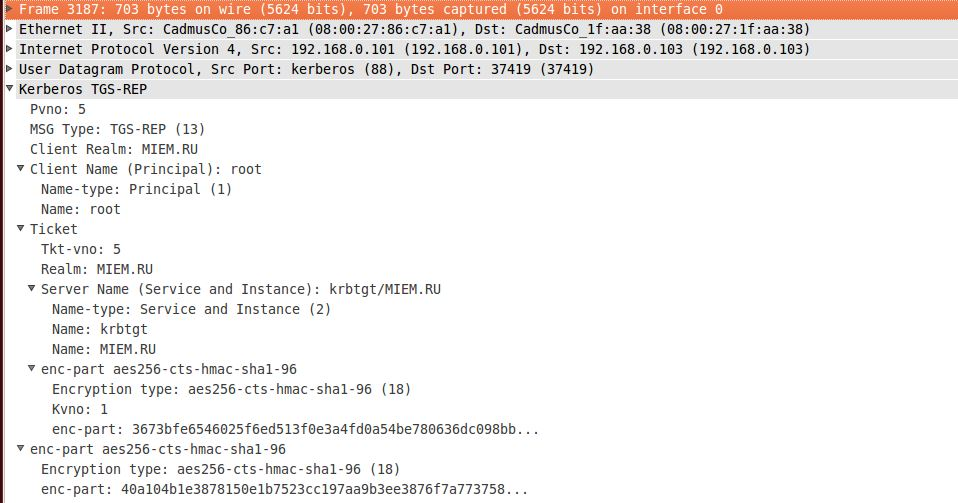 Frame 3187: 703 bytes on wire (5624 bits), 703 bytes captured (5624 bits) on interface 0
Ethernet II, Src: CadmusCo_86:c7:a1 (08:00:27:86:c7:a1), Dst: CadmusCo_1f:aa:38 (08:00:27:1f:aa:38)
Internet Protocol Version 4, Src: 192.168.0.101 (192.168.0.101), Dst: 192.168.0.103 (192.168.0.103)
User Datagram Protocol, Src Port: kerberos (88), Dst Port: 37419 (37419)
Kerberos TGS-REP
Pvno: 5
MSG Type: TGS-REP (13)
Client Realm: MIEM.RU
Client Name (Principal): root
Name-type: Principal (1)
Name: root
Ticket
Tkt-vno: 5
Realm: MIEM.RU
Server Name (Service and Instance): krbtgt/MIEM.RU
Name-type: Service and Instance (2)
Name: krbtgt
Name: MIEM.RU
enc-part aes256-cts-hmac-sha1-96
Encryption type: aes256-cts-hmac-sha1-96 (18)
Kvno: 1
enc-part: 3673bfe6546025f6ed513f0e3a4fd0a54be780636dc098bb...
enc-part aes256-cts-hmac-sha1-96
Encryption type: aes256-cts-hmac-sha1-96 (18)
enc-part: 40a104b1e3878150e1b7523cc197aa9b3ee3876f7a773758...